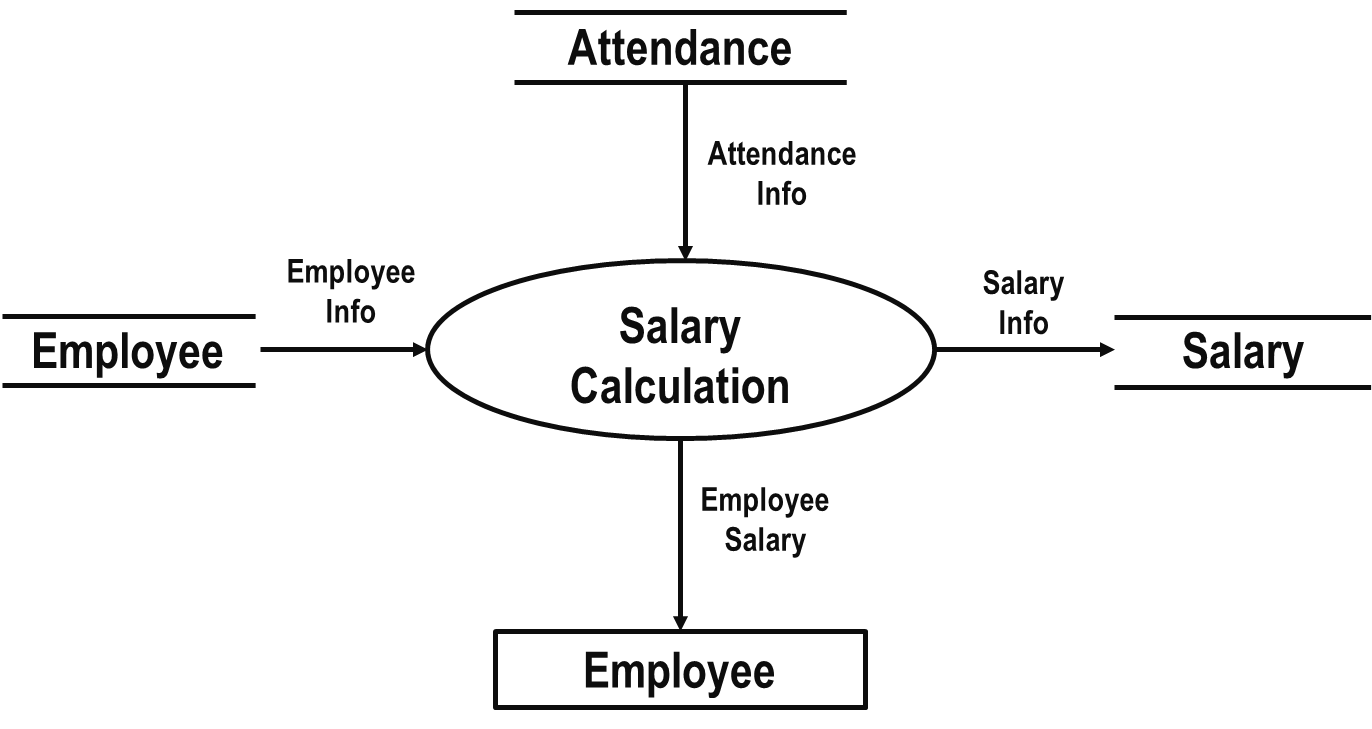 Attendance
Attendance
Info
Employee
Info
Salary
Info
Employee
Salary
Calculation
Salary
Employee
Salary
Employee